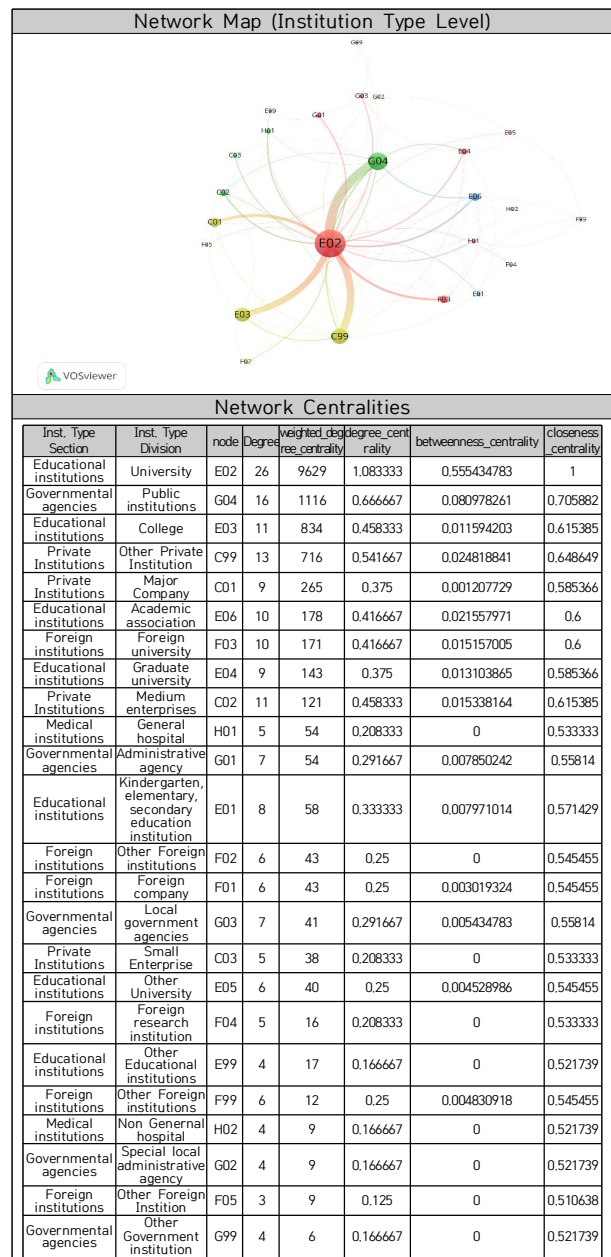 Network Map (Institution Type Level)
G99
G03 G02
E99
G01
H01
E05
C03
G04
E04
C02
E06
H02
C01
F99
E02
F05
F04
F03
E01
E03
C99
F02
VOSviewer
Network Centralities
Inst. Type Section Inst. Type Division node Degree weighted_degree_centrality degree_centrality betweenness_centrality closeness_centrality
Educational institutions University E02 26 9629 1,083333 0,555434783 1
Governmental agencies Public institutions G04 16 1116 0,666667 0,080978261 0,705882
Educational institutions College E03 11 834 0,458333 0,011594203 0,615385
Private Institutions Other Private Institution C99 13 716 0,541667 0,024818841 0,648649
Private Institutions Major Company C01 9 265 0,375 0,001207729 0,585366
Educational institutions Academic association E06 10 178 0,416667 0,021557971 0,6
Foreign institutions Foreign university F03 10 171 0,416667 0,015157005 0,6
Educational institutions Graduate university E04 9 143 0,375 0,013103865 0,585366
Private Institutions Medium enterprises C02 11 121 0,458333 0,015338164 0,615385
Medical institutions General hospital H01 5 54 0,208333 0 0,533333
Governmental agencies Administrative agency G01 7 54 0,291667 0,007850242 0,55814
Educational institutions Kindergarten, elementary, secondary education institution E01 8 58 0,333333 0,007971014 0,571429
Foreign institutions Other Foreign institutions F02 6 43 0,25 0 0,545455
Foreign institutions Foreign company F01 6 43 0,25 0,003019324 0,545455
Governmental agencies Local government agencies G03 7 41 0,291667 0,005434783 0,55814
Private Institutions Small Enterprise C03 5 38 0,208333 0 0,533333
Educational institutions Other University E05 6 40 0,25 0,004528986 0,545455
Foreign institutions Foreign research institution F04 5 16 0,208333 0 0,533333
Educational institutions Other Educational institutions E99 4 17 0,166667 0 0,521739
Foreign institutions Other Foreign institutions F99 6 12 0,25 0,004830918 0,545455
Medical institutions Non Genernal hospital H02 4 9 0,166667 0 0,521739
Governmental agencies Special local administrative agency G02 4 9 0,166667 0 0,521739
Foreign institutions Other Foreign Instition F05 3 9 0,125 0 0,510638
Governmental agencies Other Government institution G99 4 6 0,166667 0 0,521739